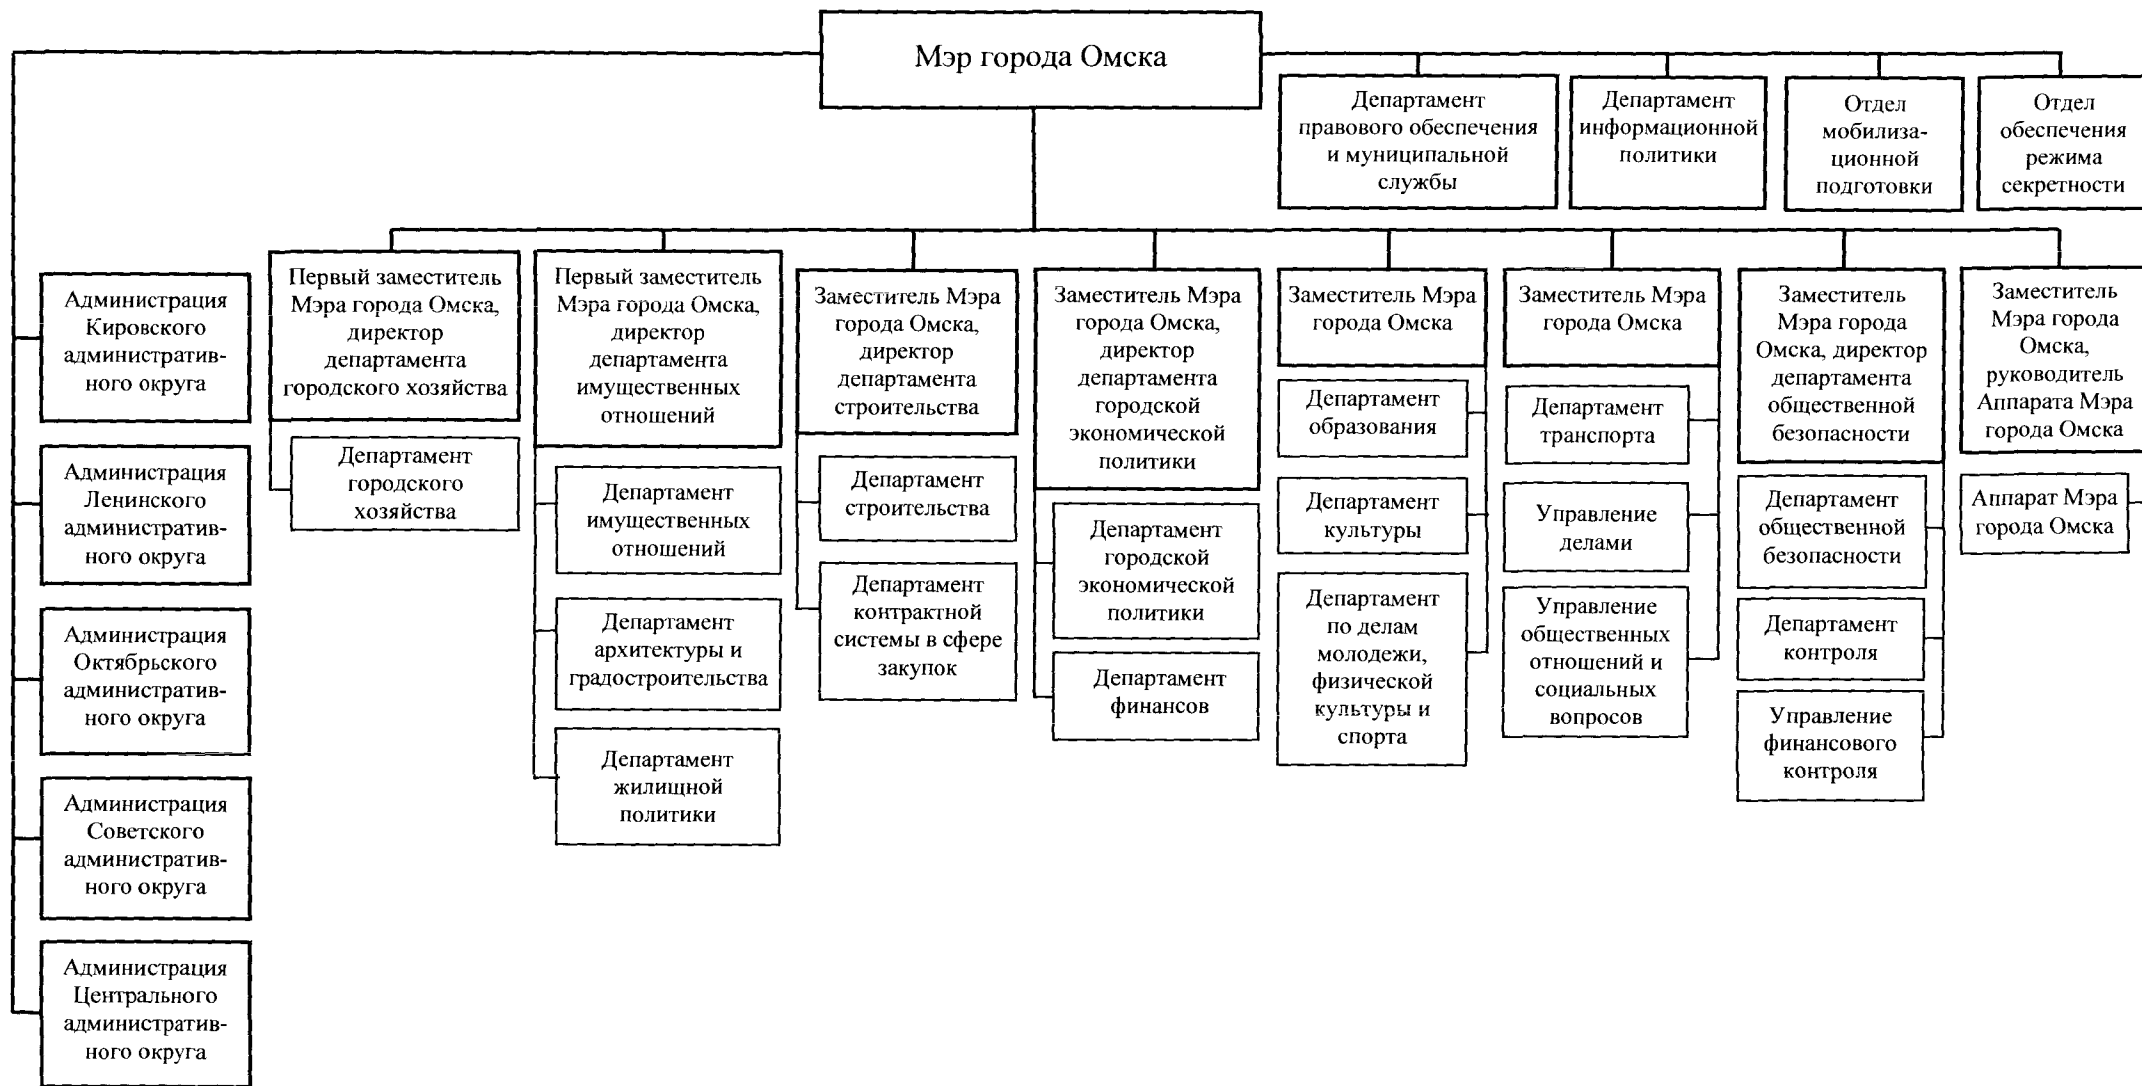 Мэр города Омска
Департамент
правового обеспечения
и муниципальной
службы
Департамент
информационной
политики
Отдел
мобилиза-
ционной
подготовки
Отдел
обеспечения
режима
секретности
Администрация
Кировского
административ-
ного округа
Администрация
Ленинского
административ-
ного округа
Администрация
Октябрьского
административ-
ного округа
Администрация
Советского
административ-
ного округа
Администрация
Центрального
административ-
ного округа
Первый заместитель
Мэра города Омска,
директор
департамента
городского хозяйства
Департамент
городского
хозяйства
Первый заместитель
Мэра города Омска,
директор
департамента
имущественных
отношений
Департамент
имущественных
отношений
Департамент
архитектуры и
градостроительства
Департамент
жилищной
политики
Заместитель Мэра
города Омска,
директор
департамента
строительства
Департамент
строительства
Департамент
контрактной
системы в сфере
закупок
Заместитель Мэра
города Омска,
директор
департамента
городской
экономической
политики
Департамент
городской
экономической
политики
Департамент
финансов
Заместитель Мэра
города Омска
Департамент
образования
Департамент
культуры
Департамент
по делам
молодежи,
физической
культуры и
спорта
Заместитель Мэра
города Омска
Департамент
транспорта
Управление
делами
Управление
общественных
отношений и
социальных
вопросов
Заместитель
Мэра города
Омска, директор
департамента
общественной
безопасности
Департамент
общественной
безопасности
Департамент
контроля
Управление
финансового
контроля
Заместитель
Мэра города
Омска,
руководитель
Аппарата Мэра
города Омска
Аппарат Мэра
города Омска